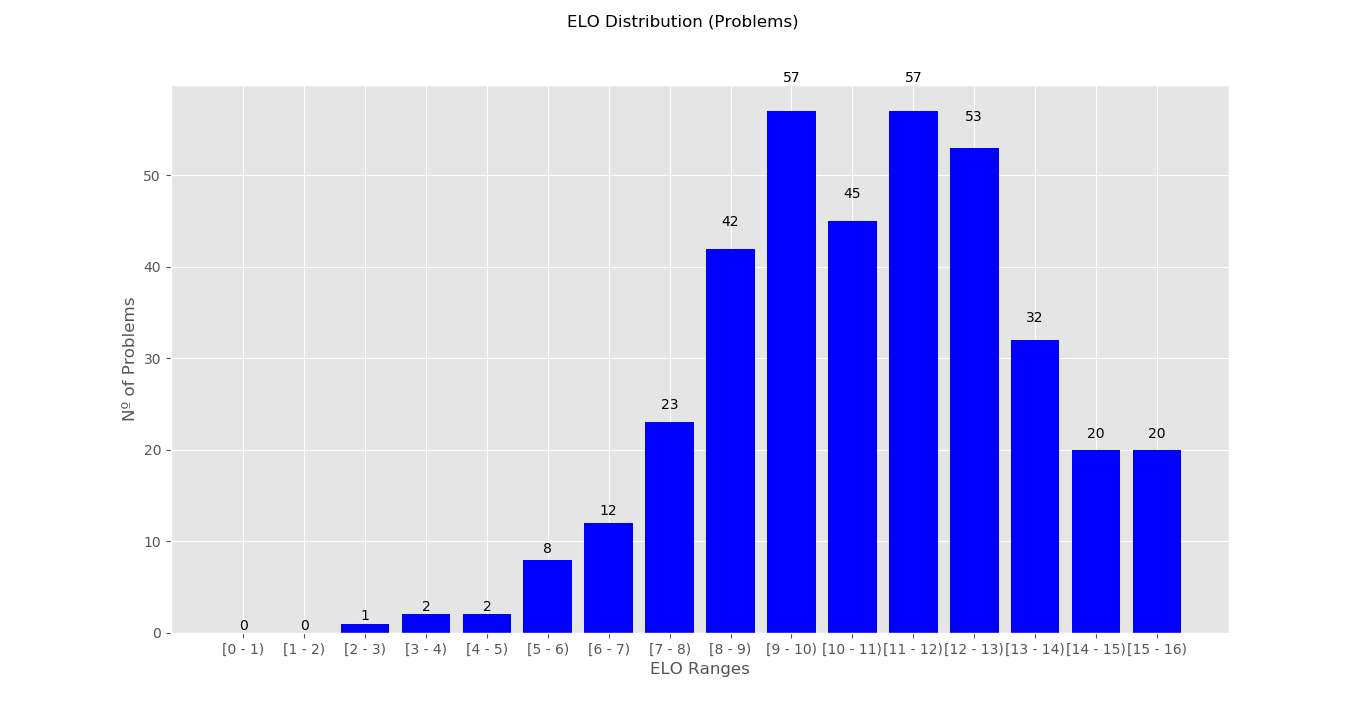 ELO Distribution (Problems)
57 57
53
50
45
42
40
Nº of Problems
32
30
23
20 20 20
12
10
8
2 2
1
0 0 0
[0 - 1) [1 - 2) [2 - 3) [3 - 4) [4 - 5) [5 - 6) [6 - 7) [7 - 8) [8 - 9) [9 - 10) [10 - 11) [11 - 12) [12 - 13) [13 - 14) [14 - 15) [15 - 16)
ELO Ranges